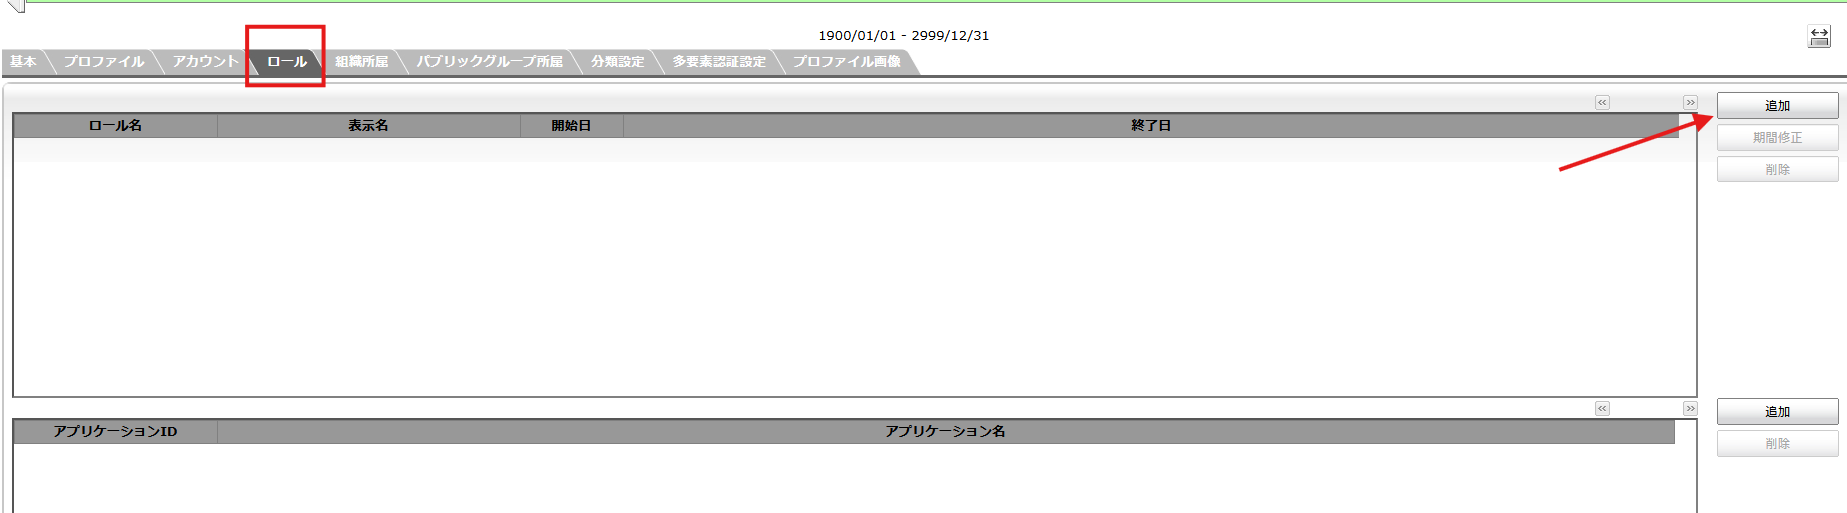 1900/01/01 - 2999/12/31
基本 プロファイル アカウント ロール 組織所属 パブリックグループ所属 分類設定 多要素認証設定 プロファイル画像
<< >> 追加
ロール名 表示名 開始日 終了日
期間修正
削除
<< >> 追加
アプリケーションID アプリケーション名
削除